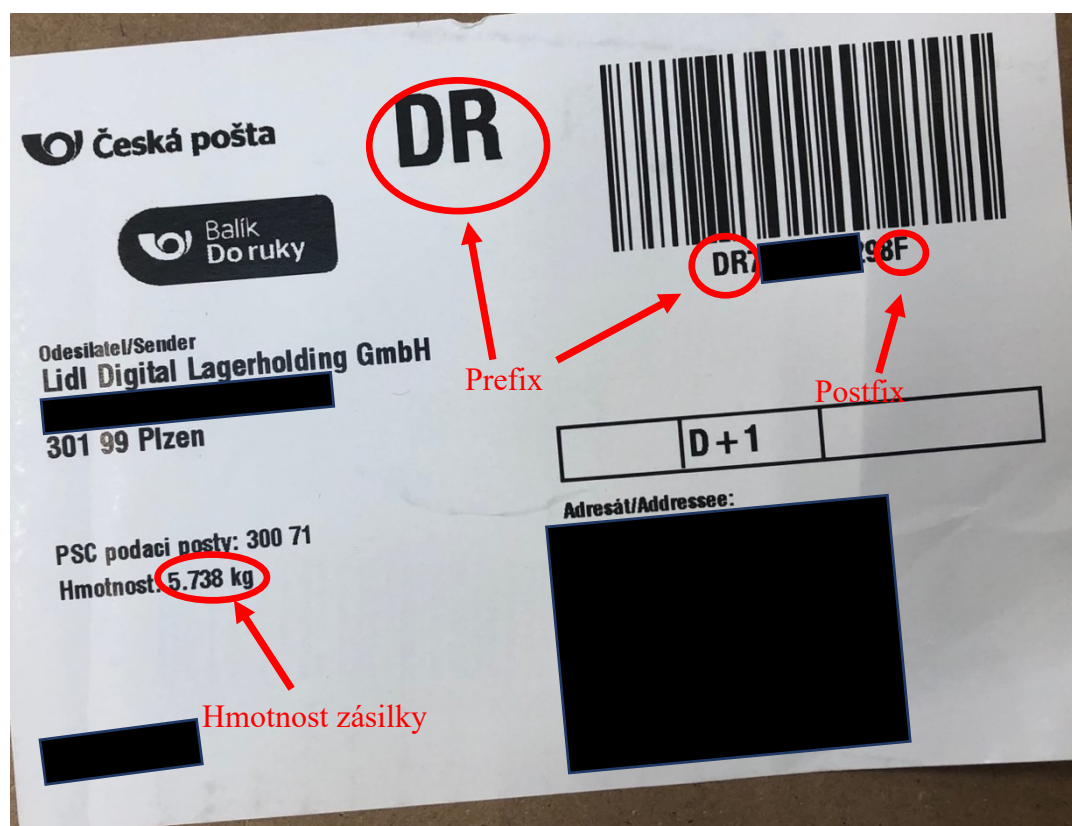 Česká pošta
DR
Balík
Do ruky
DR7 298F
Odesilatel/Sender
Lidl Digital Lagerholding GmbH
301 99 Plzen
Prefix
Postfix
D+1
Adresát/Addressee:
PSC podaci posty: 300 71
Hmotnost: 5.738 kg
Hmotnost zásilky